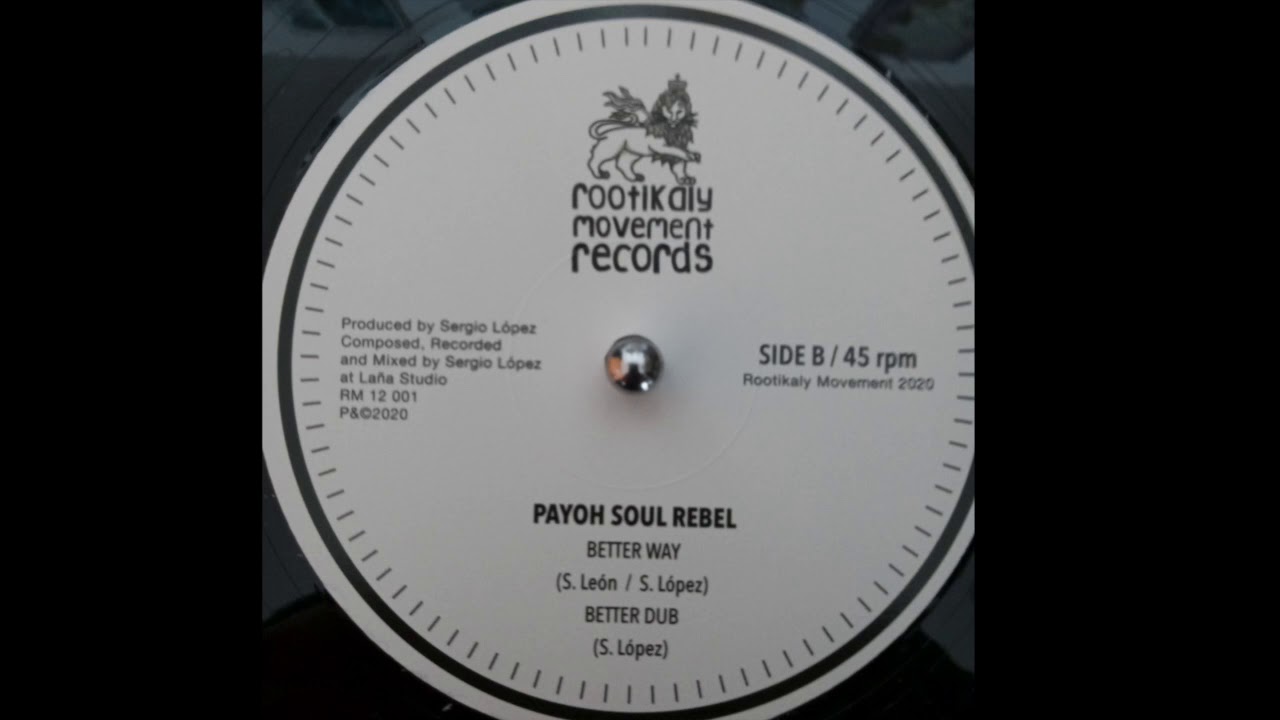 rootikaly
movement
records
Produced by Sergio López
Composed, Recorded
and Mixed by Sergio López
at Laña Studio
RM 12 001
P&©2020
SIDE B / 45 rpm
Rootikaly Movement 2020
PAYOH SOUL REBEL
BETTER WAY
(S. León / S. López)
BETTER DUB
(S. López)